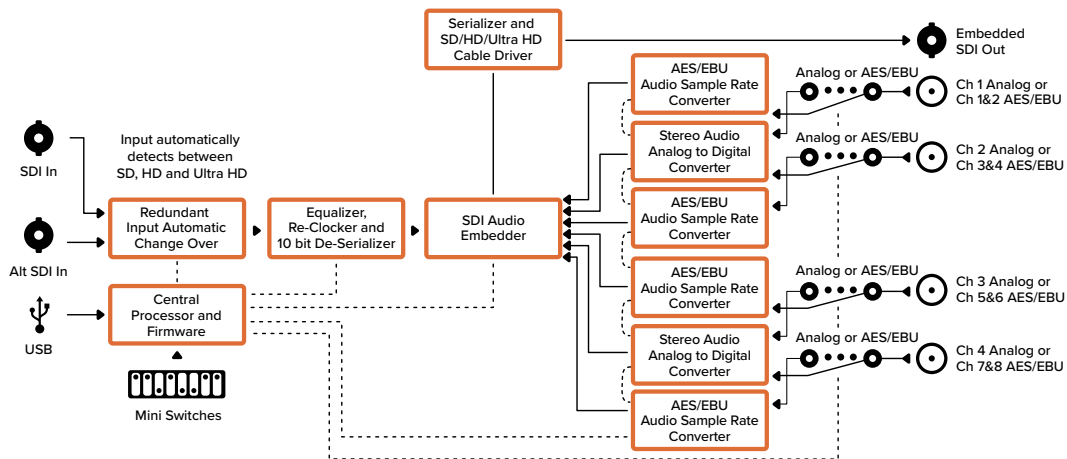 Serializer and
SD/HD/Ultra HD
Cable Driver
Embedded
SDI Out
AES/EBU
Audio Sample Rate
Converter
Analog or AES/EBU
Ch 1 Analog or
Ch 1&2 AES/EBU
SDI In
Input automatically
detects between
SD, HD and Ultra HD
Stereo Audio
Analog to Digital
Converter
Analog or AES/EBU
Ch 2 Analog or
Ch 3&4 AES/EBU
Alt SDI In
Redundant
Input Automatic
Change Over
Equalizer,
Re-Clocker and
10 bit De-Serializer
SDI Audio
Embedder
AES/EBU
Audio Sample Rate
Converter
USB
Central
Processor and
Firmware
AES/EBU
Audio Sample Rate
Converter
Analog or AES/EBU
Ch 3 Analog or
Ch 5&6 AES/EBU
Stereo Audio
Analog to Digital
Converter
Analog or AES/EBU
Ch 4 Analog or
Ch 7&8 AES/EBU
Mini Switches
AES/EBU
Audio Sample Rate
Converter